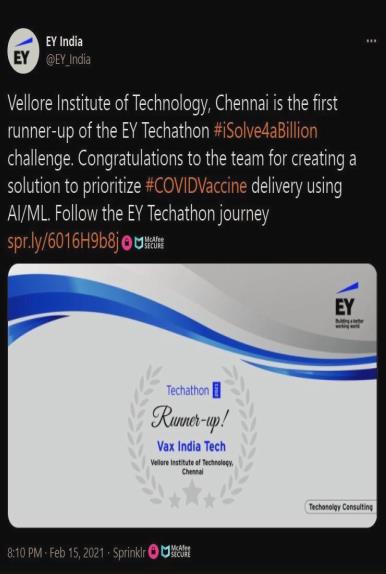 EY India
@EY_India
Vellore Institute of Technology, Chennai is the first
runner-up of the EY Techathon #iSolve4aBillion
challenge. Congratulations to the team for creating a
solution to prioritize #COVIDVaccine delivery using
AI/ML. Follow the EY Techathon journey
spr.ly/6016H9b8j McAfee SECURE
EY
Building a better
working world
Techathon
Runner-up!
Vax India Tech
Vellore Institute of Technology,
Chennai
Techonolgy Consulting
8:10 PM · Feb 15, 2021 · Sprinklr McAfee SECURE